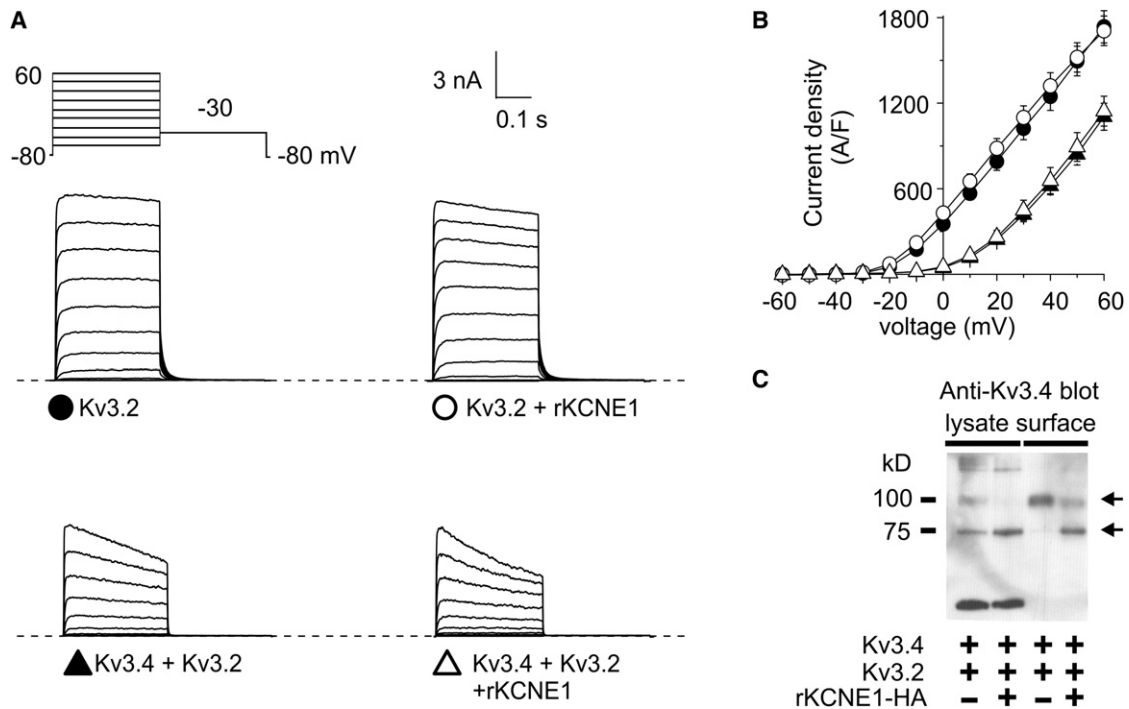 A
60
-30
-80
-80 mV
3 nA
0.1 s
Kv3.2
Kv3.2 + rKCNE1
Kv3.4 + Kv3.2
Kv3.4 + Kv3.2
+rKCNE1
B
1800
1200
600
Current density
(A/F)
-60 -40 -20 0 20 40 60
voltage (mV)
C
Anti-Kv3.4 blot
lysate surface
kD
100
75
Kv3.4 + + + +
Kv3.2 + + + +
rKCNE1-HA - + - +